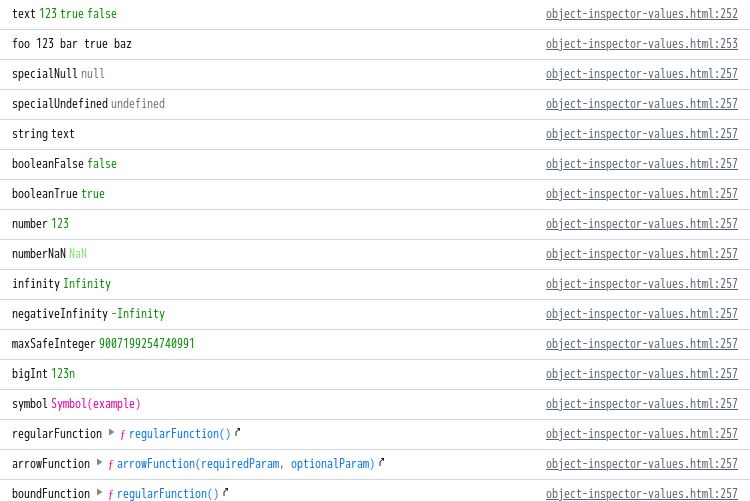 text 123 true false object-inspector-values.html:252
foo 123 bar true baz object-inspector-values.html:253
specialNull null object-inspector-values.html:257
specialUndefined undefined object-inspector-values.html:257
string text object-inspector-values.html:257
booleanFalse false object-inspector-values.html:257
booleanTrue true object-inspector-values.html:257
number 123 object-inspector-values.html:257
numberNaN NaN object-inspector-values.html:257
infinity Infinity object-inspector-values.html:257
negativeInfinity -Infinity object-inspector-values.html:257
maxSafeInteger 9007199254740991 object-inspector-values.html:257
bigInt 123n object-inspector-values.html:257
symbol Symbol(example) object-inspector-values.html:257
regularFunction ƒ regularFunction() object-inspector-values.html:257
arrowFunction ƒ arrowFunction(requiredParam, optionalParam) object-inspector-values.html:257
boundFunction ƒ regularFunction() object-inspector-values.html:257